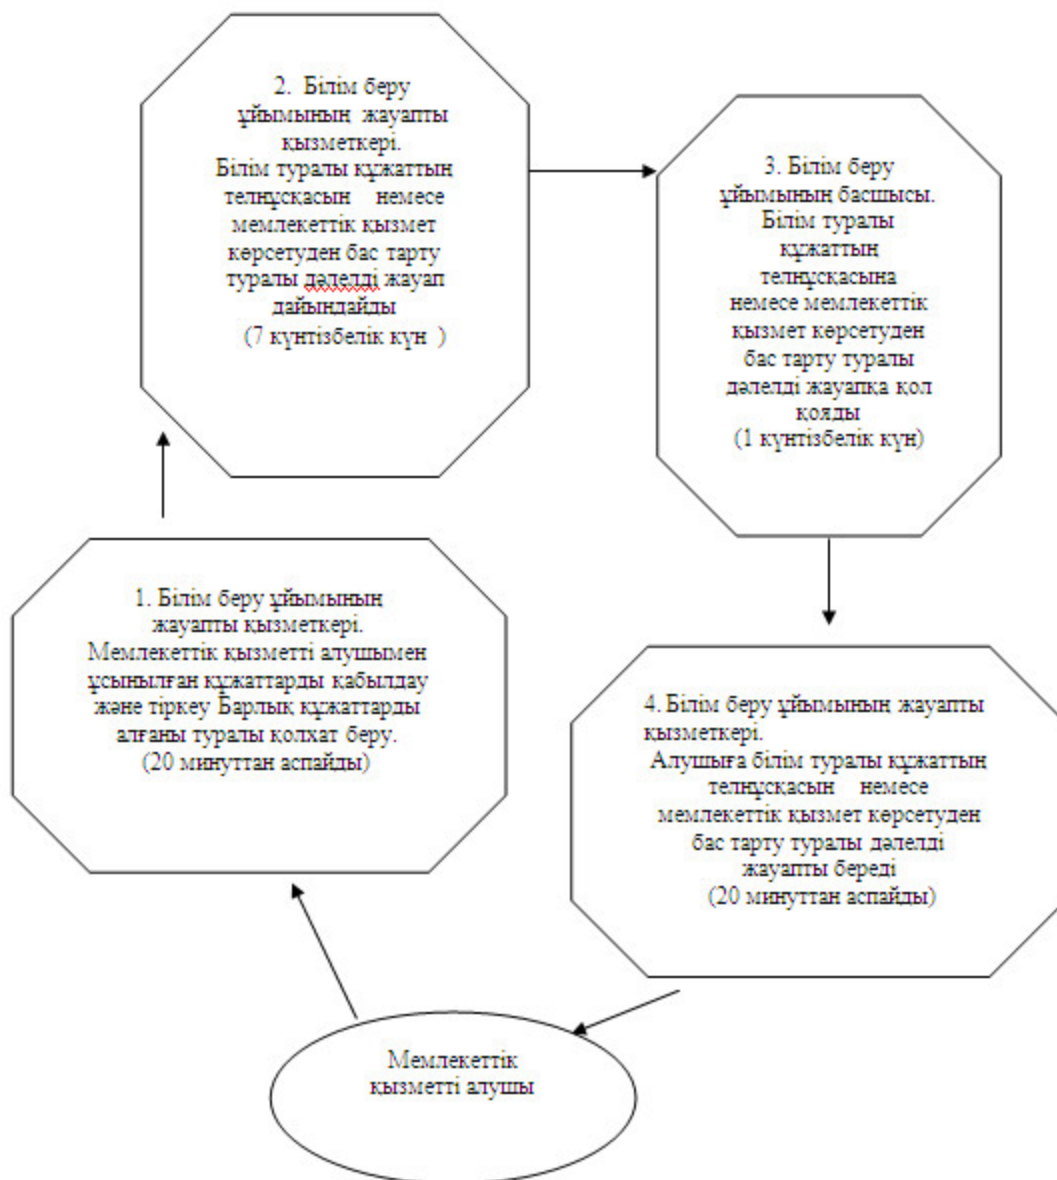 2. Білім беру
ұйымының жауапты
қызметкері.
Білім туралы құжаттың
телнұсқасын немесе
мемлекеттік қызмет
көрсетуден бас тарту
туралы дәлелді жауап
дайындайды
(7 күнтізбелік күн )
3. Білім беру
ұйымының басшысы.
Білім туралы
құжаттың
телнұсқасына
немесе мемлекеттік
қызмет көрсетуден
бас тарту туралы
дәлелді жауапқа қол
қояды
(1 күнтізбелік күн)
1. Білім беру ұйымының
жауапты қызметкері.
Мемлекеттік қызметті алушымен
ұсынылған құжаттарды қабылдау
және тіркеу Барлық құжаттарды
алғаны туралы қолхат беру.
(20 минуттан аспайды)
4. Білім беру ұйымының жауапты
қызметкері.
Алушыға білім туралы құжаттың
телнұсқасын немесе
мемлекеттік қызмет көрсетуден
бас тарту туралы дәлелді
жауапты береді
(20 минуттан аспайды)
Мемлекеттік
қызметті алушы